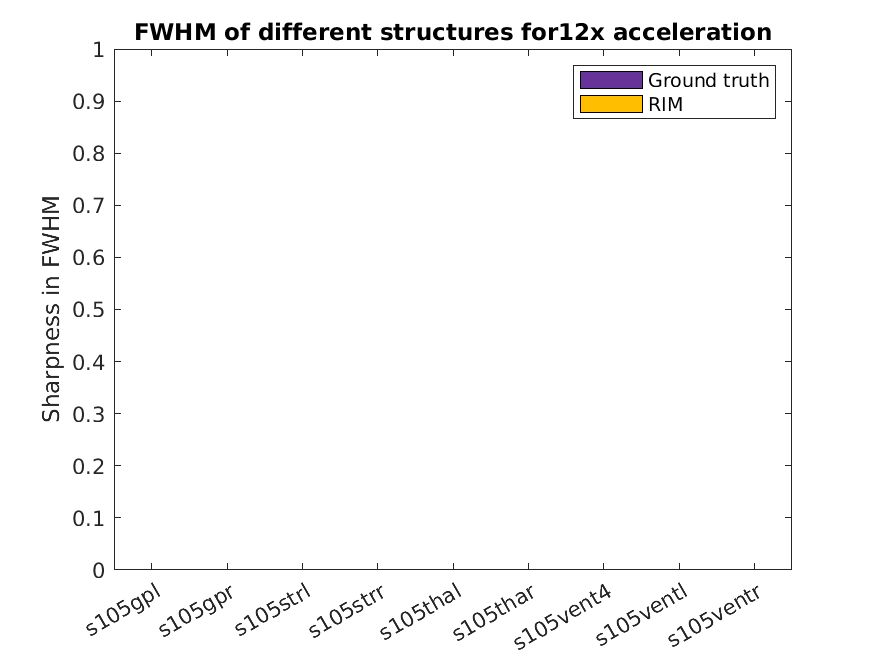 FWHM of different structures for12x acceleration
Ground truth
RIM
Sharpness in FWHM
1
0.9
0.8
0.7
0.6
0.5
0.4
0.3
0.2
0.1
0
s105gpl
s105gpr
s105strl
s105strr
s105thal
s105thar
s105vent4
s105ventl
s105ventr